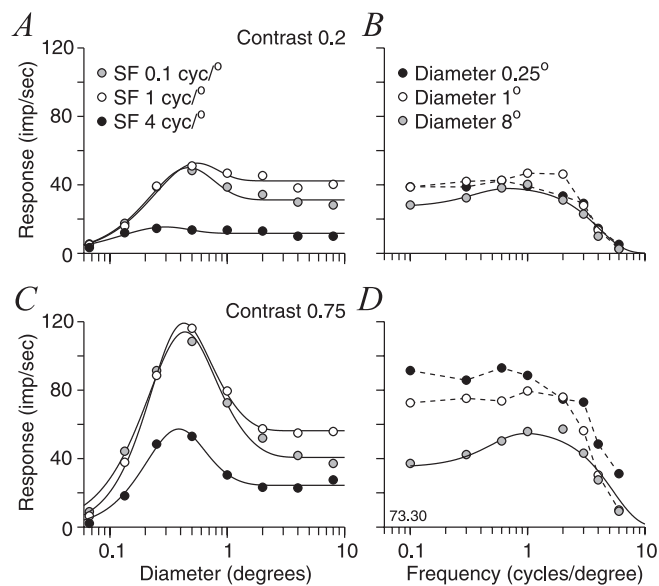 A
Contrast 0.2
B
120
80
40
0
Response (imp/sec)
SF 0.1 cyc/°
SF 1 cyc/°
SF 4 cyc/°
Diameter 0.25°
Diameter 1°
Diameter 8°
C
Contrast 0.75
D
120
80
40
0
Response (imp/sec)
73.30
0.1 1 10
0.1 1 10
Diameter (degrees)
Frequency (cycles/degree)